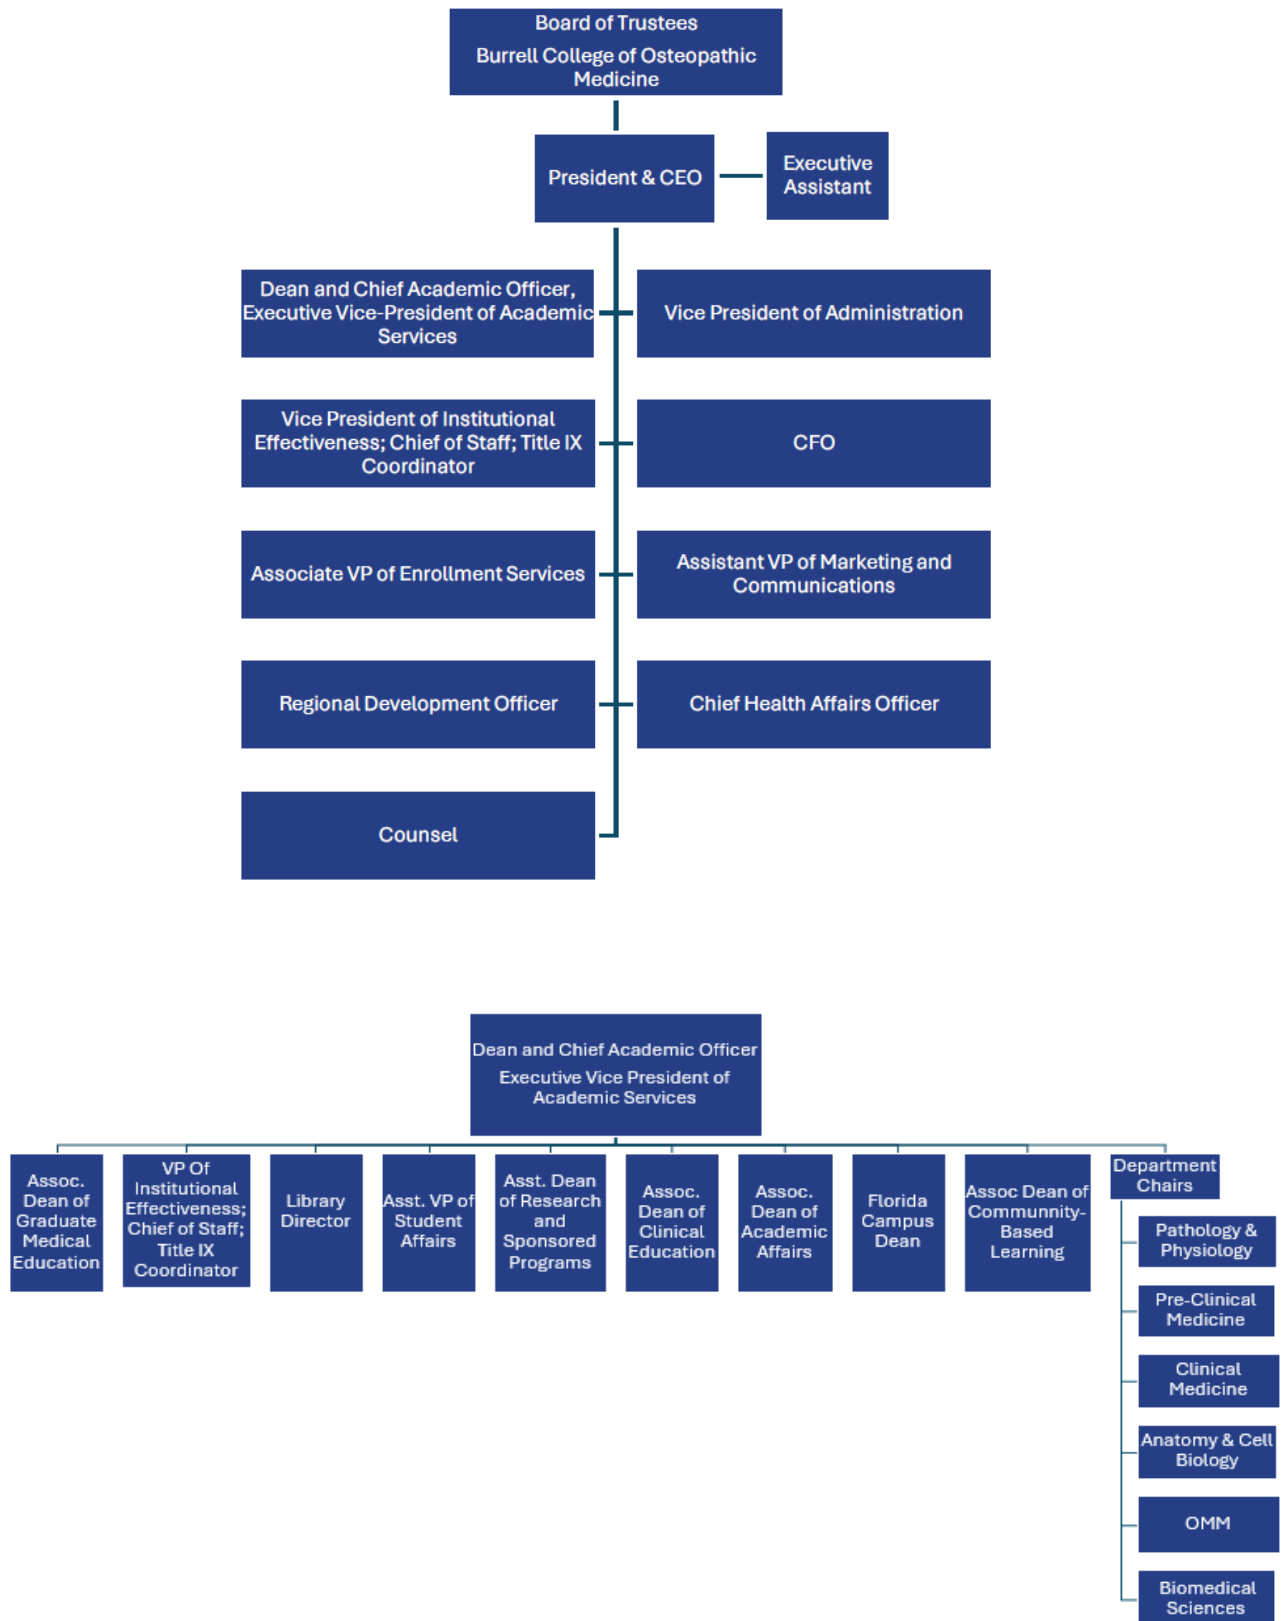 Board of Trustees
Burrell College of Osteopathic
Medicine
President & CEO
Executive
Assistant
Dean and Chief Academic Officer,
Executive Vice-President of Academic
Services
Vice President of Administration
Vice President of Institutional
Effectiveness; Chief of Staff; Title IX
Coordinator
CFO
Associate VP of Enrollment Services
Assistant VP of Marketing and
Communications
Regional Development Officer
Chief Health Affairs Officer
Counsel
Dean and Chief Academic Officer
Executive Vice President of
Academic Services
Assoc.
Dean of
Graduate
Medical
Education
VP Of
Institutional
Effectiveness;
Chief of Staff;
Title IX
Coordinator
Library
Director
Asst. VP of
Student
Affairs
Asst. Dean
of Research
and
Sponsored
Programs
Assoc.
Dean of
Clinical
Education
Assoc.
Dean of
Academic
Affairs
Florida
Campus
Dean
Assoc Dean of
Communnity-
Based
Learning
Department
Chairs
Pathology &
Physiology
Pre-Clinical
Medicine
Clinical
Medicine
Anatomy & Cell
Biology
OMM
Biomedical
Sciences